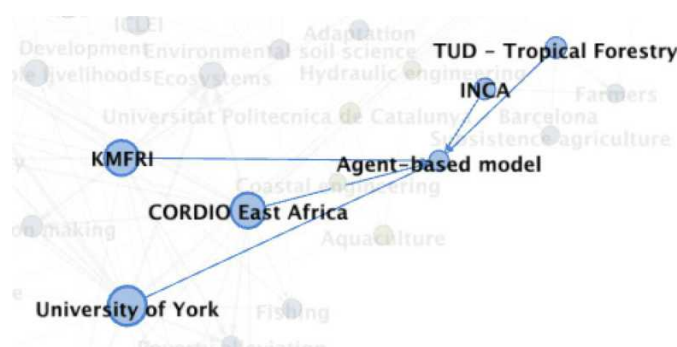 ICLEI
Adaptation
Development
Environmental soil science
TUD – Tropical Forestry
Ecosystems
Hydraulic engineering
INCA
Farmers
Universitat Politecnica de Catalunya
Barcelona
Subsistence agriculture
KMFRI
Agent-based model
Coastal engineering
CORDIO East Africa
Aquaculture
University of York
Fishing